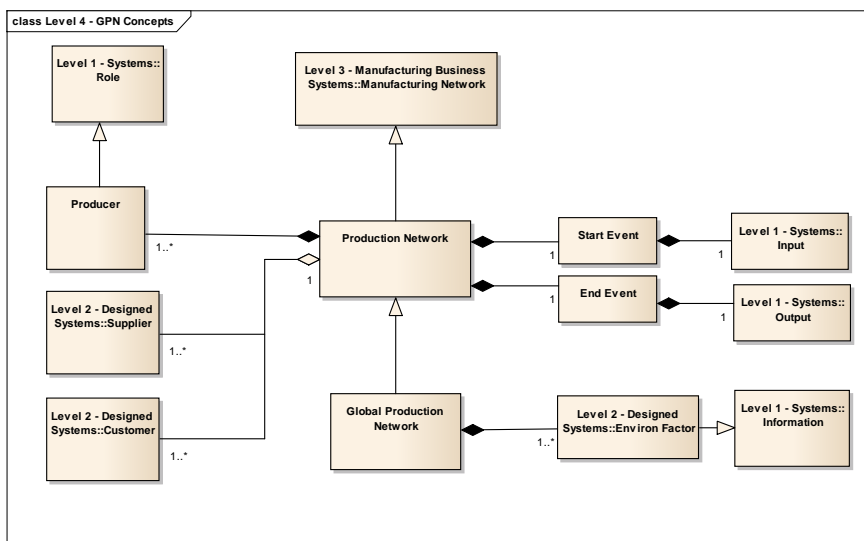 class Level 4 - GPN Concepts
Level 1 - Systems::
Role
Level 3 - Manufacturing Business
Systems::Manufacturing Network
Producer
1..*
Production Network
1
Start Event
1
Level 1 - Systems::
Input
1
End Event
1
Level 1 - Systems::
Output
1
Level 2 - Designed
Systems::Supplier
1..*
Level 2 - Designed
Systems::Customer
1..*
Global Production
Network
1..*
Level 2 - Designed
Systems::Environ Factor
Level 1 - Systems::
Information